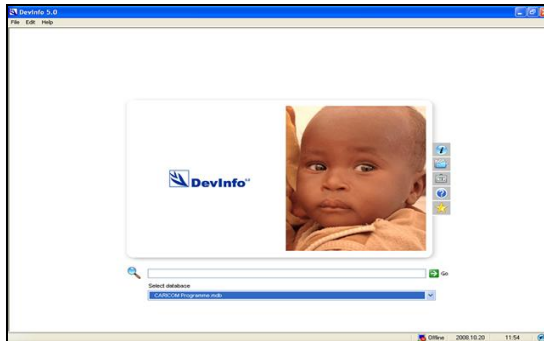 DevInfo 5.0
File Edit Help
DevInfo
Go
Select database
CARICOM Programme.mdb
Offline 2008.10.20 11:54